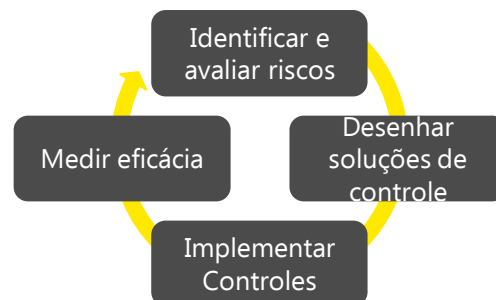 Identificar e
avaliar riscos
Desenhar
soluções de
controle
Implementar
Controles
Medir eficácia